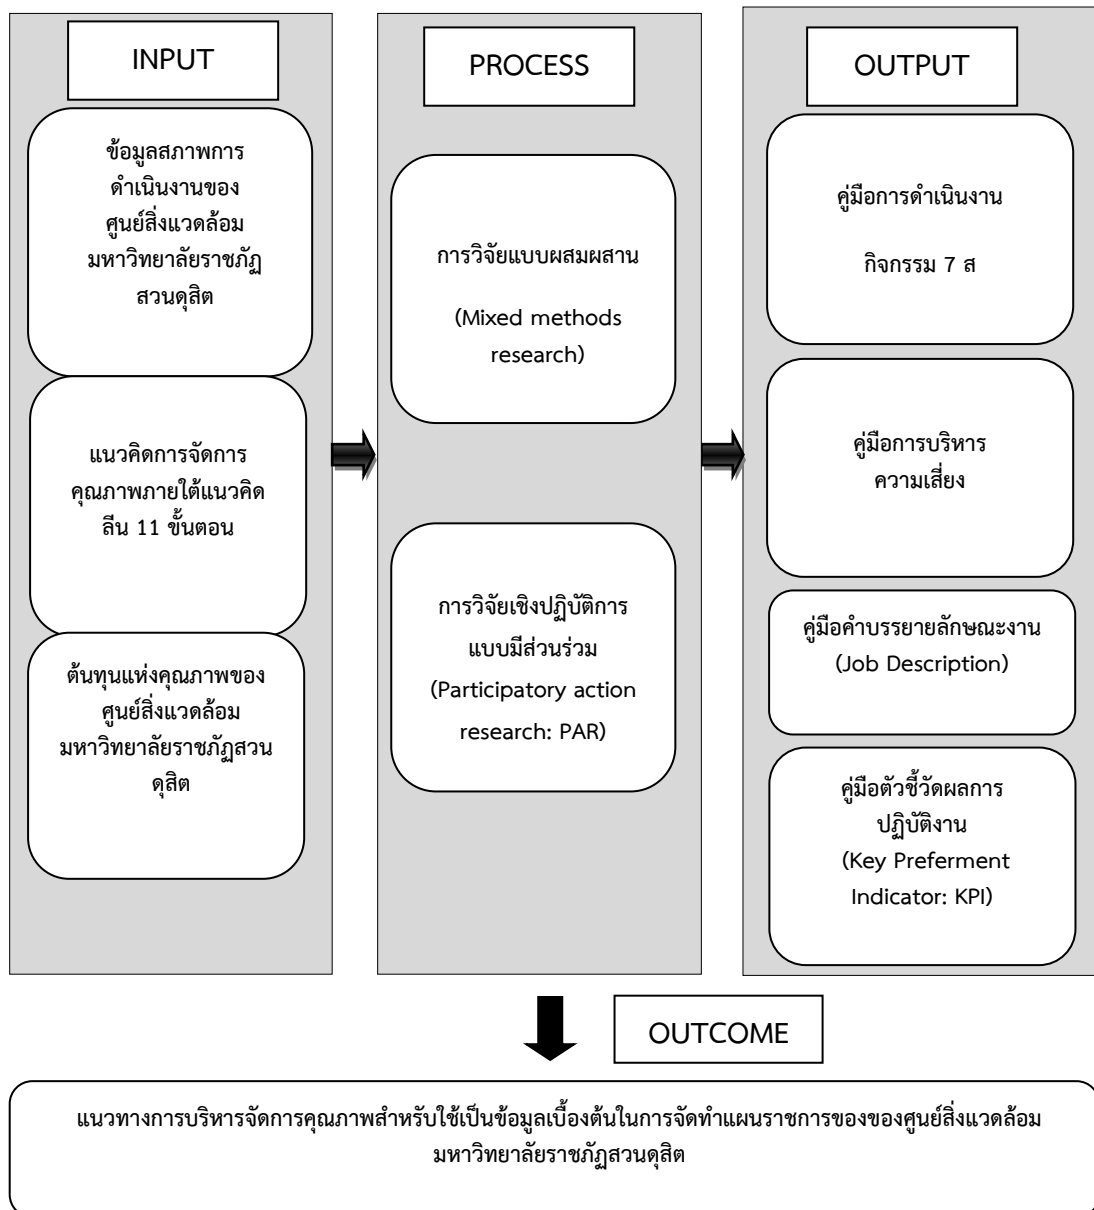 INPUT
ข้อมูลสภาพการ
ดำเนินงานของ
ศูนย์สิ่งแวดล้อม
มหาวิทยาลัยราชภัฏ
สวนดุสิต
แนวคิดการจัดการ
คุณภาพภายใต้แนวคิด
ลีน 11 ขั้นตอน
ต้นทุนแห่งคุณภาพของ
ศูนย์สิ่งแวดล้อม
มหาวิทยาลัยราชภัฏสวน
ดุสิต
PROCESS
การวิจัยแบบผสมผสาน
(Mixed methods
research)
การวิจัยเชิงปฏิบัติการ
แบบมีส่วนร่วม
(Participatory action
research: PAR)
OUTPUT
คู่มือการดำเนินงาน
กิจกรรม 7 ส
คู่มือการบริหาร
ความเสี่ยง
คู่มือคำบรรยายลักษณะงาน
(Job Description)
คู่มือตัวชี้วัดผลการ
ปฏิบัติงาน
(Key Preferment
Indicator: KPI)
OUTCOME
แนวทางการบริหารจัดการคุณภาพสำหรับใช้เป็นข้อมูลเบื้องต้นในการจัดทำแผนราชการของของศูนย์สิ่งแวดล้อม
มหาวิทยาลัยราชภัฏสวนดุสิต